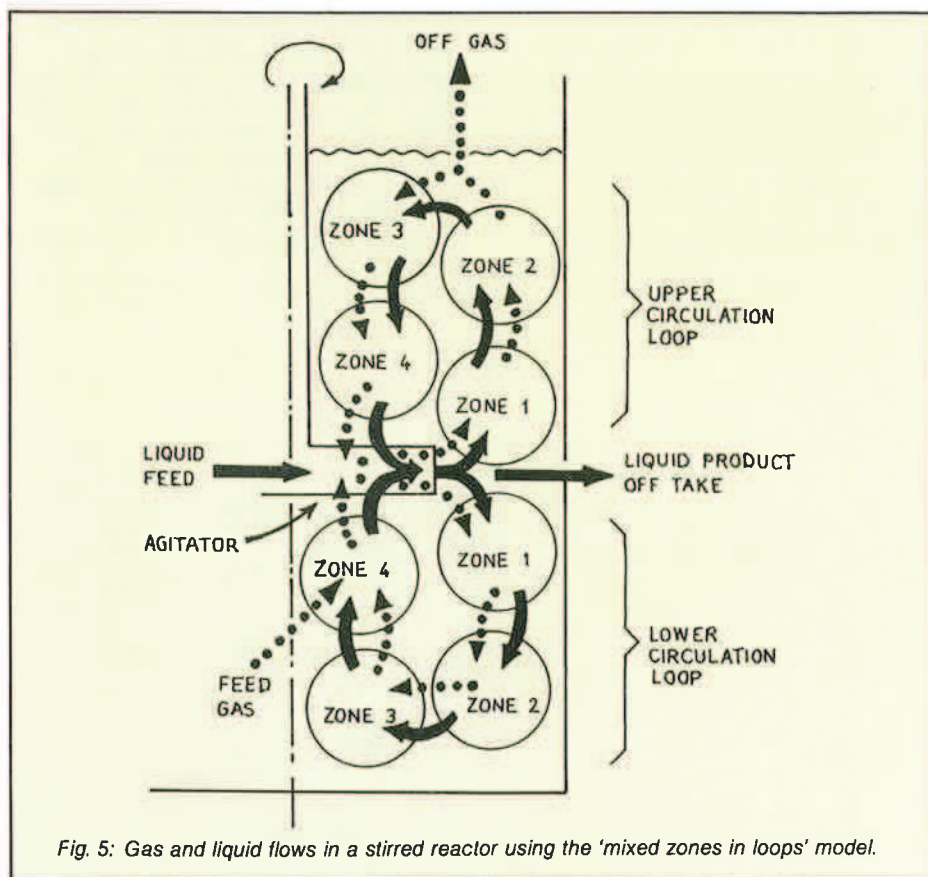 OFF GAS
ZONE 3
ZONE 2
UPPER
CIRCULATION
LOOP
ZONE 4
ZONE 1
LIQUID
FEED
LIQUID PRODUCT
OFF TAKE
AGITATOR
ZONE 1
ZONE 4
LOWER
CIRCULATION
LOOP
FEED
GAS
ZONE 3
ZONE 2
Fig. 5: Gas and liquid flows in a stirred reactor using the 'mixed zones in loops' model.